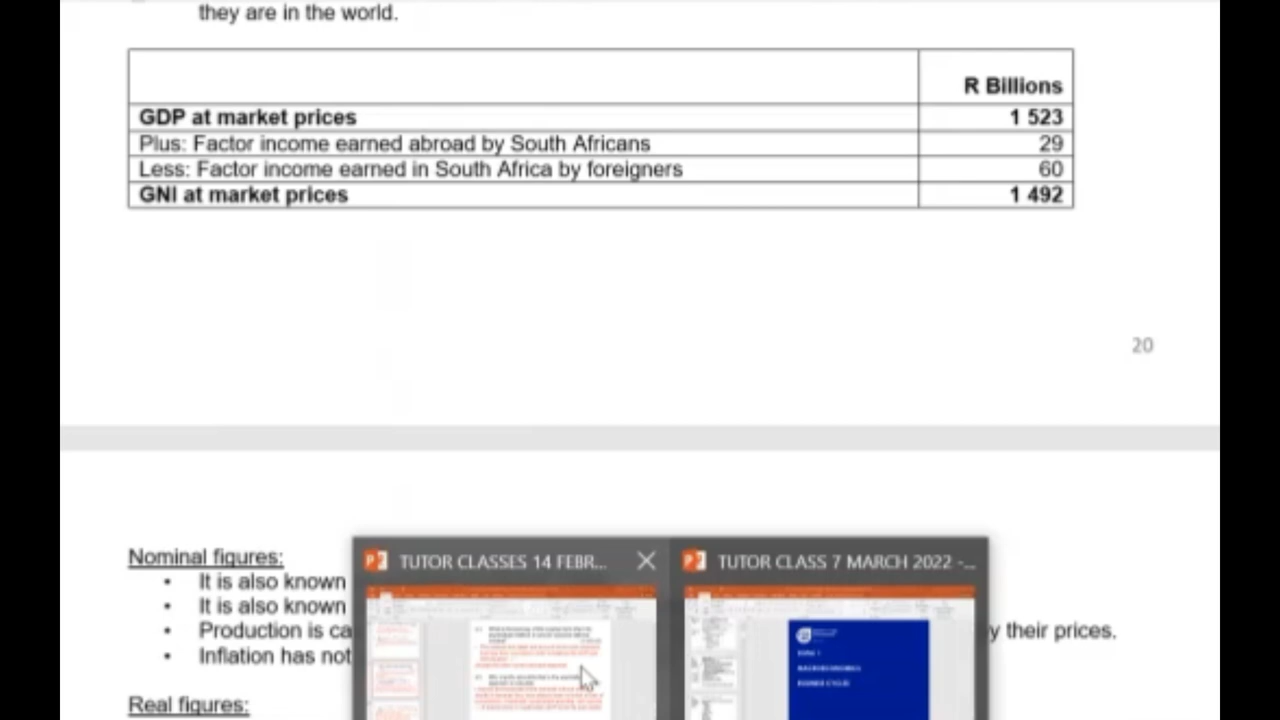 they are in the world.
R Billions
GDP at market prices 1 523
Plus: Factor income earned abroad by South Africans 29
Less: Factor income earned in South Africa by foreigners 60
GNI at market prices 1 492
20
Nominal figures:
• It is also known
• It is also known
• Production is ca y their prices.
• Inflation has not
Real figures:
TUTOR CLASSES 14 FEBR...
TUTOR CLASS 7 MARCH 2022 -...